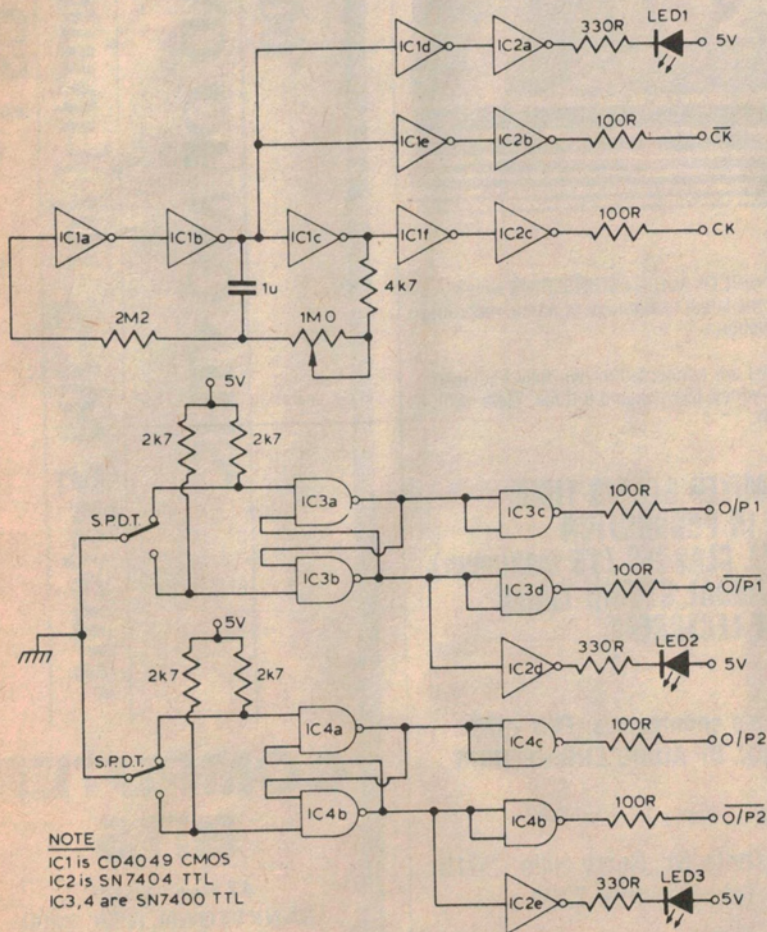 LED1
330R
IC1d
IC2a
5V
100R
IC1e
IC2b
C̅K̅
100R
IC1a
IC1b
IC1c
IC1f
IC2c
CK
1u
4k7
2M2
1M0
5V
2k7
2k7
IC3a
100R
IC3c
O/P1
S.P.D.T.
100R
IC3b
IC3d
O̅/̅P̅1̅
5V
330R
LED2
2k7
2k7
IC2d
5V
IC4a
100R
IC4c
O/P2
S.P.D.T.
100R
IC4b
IC4b
O̅/̅P̅2̅
NOTE
IC1 is CD4049 CMOS
IC2 is SN7404 TTL
IC3,4 are SN7400 TTL
330R
LED3
IC2e
5V